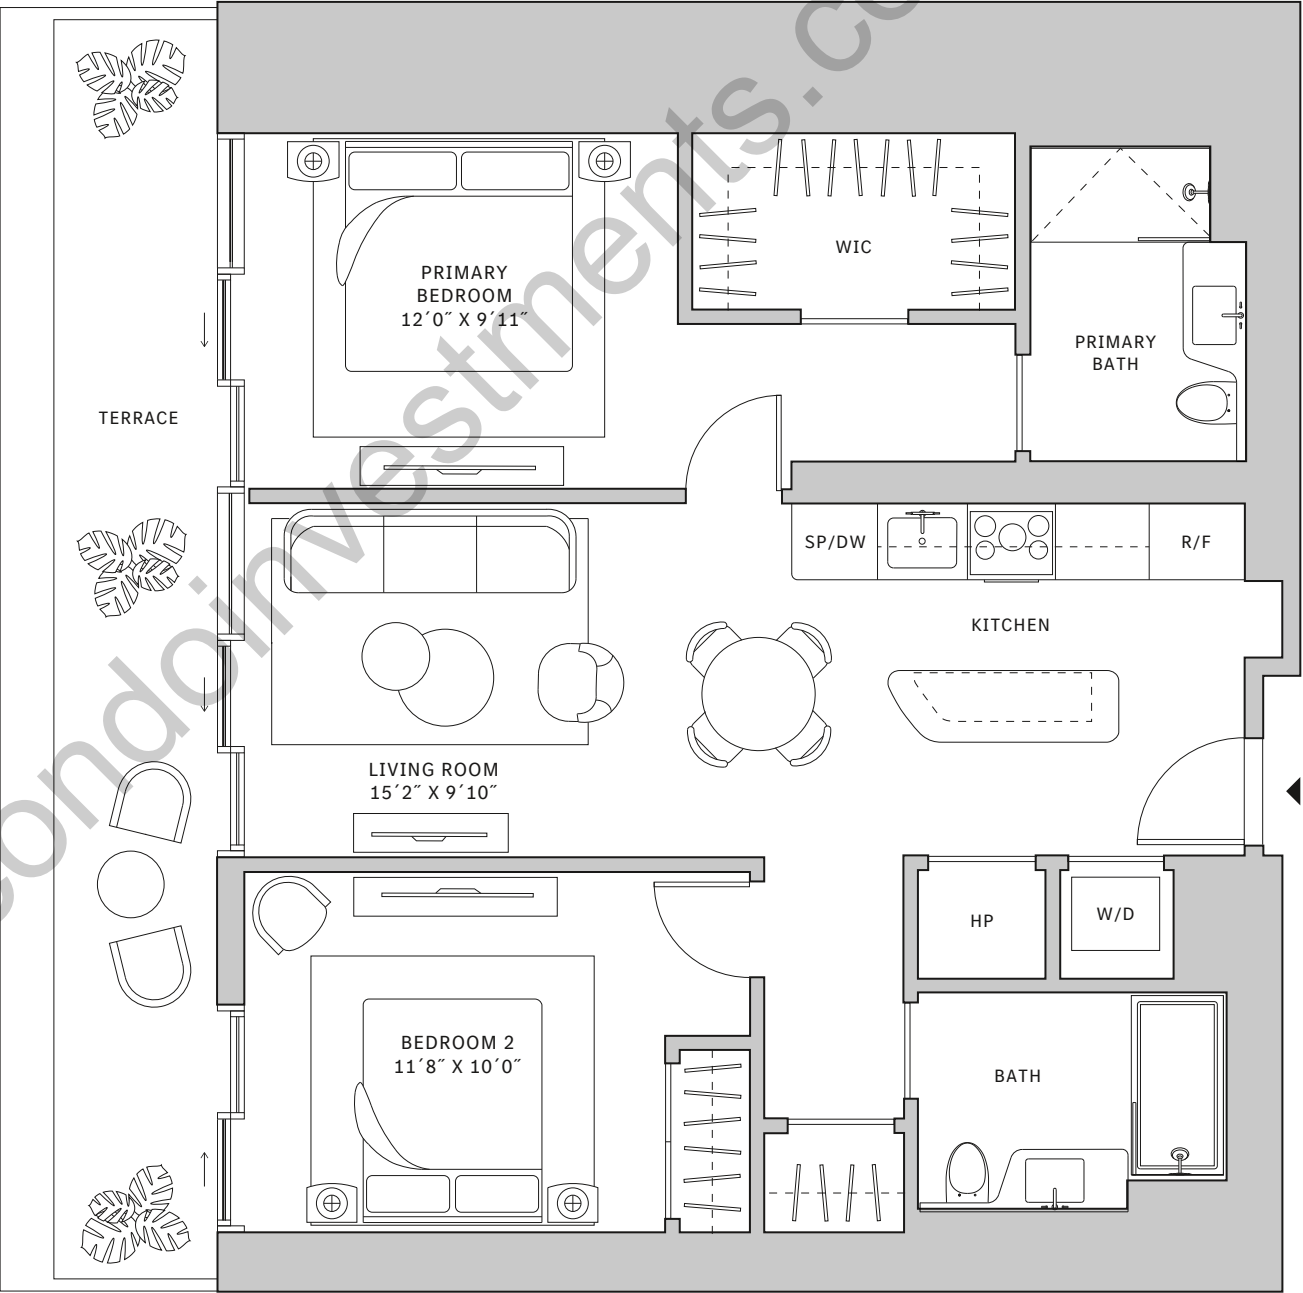 condoinvestments.co
WIC
PRIMARY
BEDROOM
12´0˝ X 9´11˝
PRIMARY
BATH
TERRACE
SP/DW
R/F
KITCHEN
LIVING ROOM
15´2˝ X 9´10˝
HP
W/D
BEDROOM 2
11´8˝ X 10´0˝
BATH